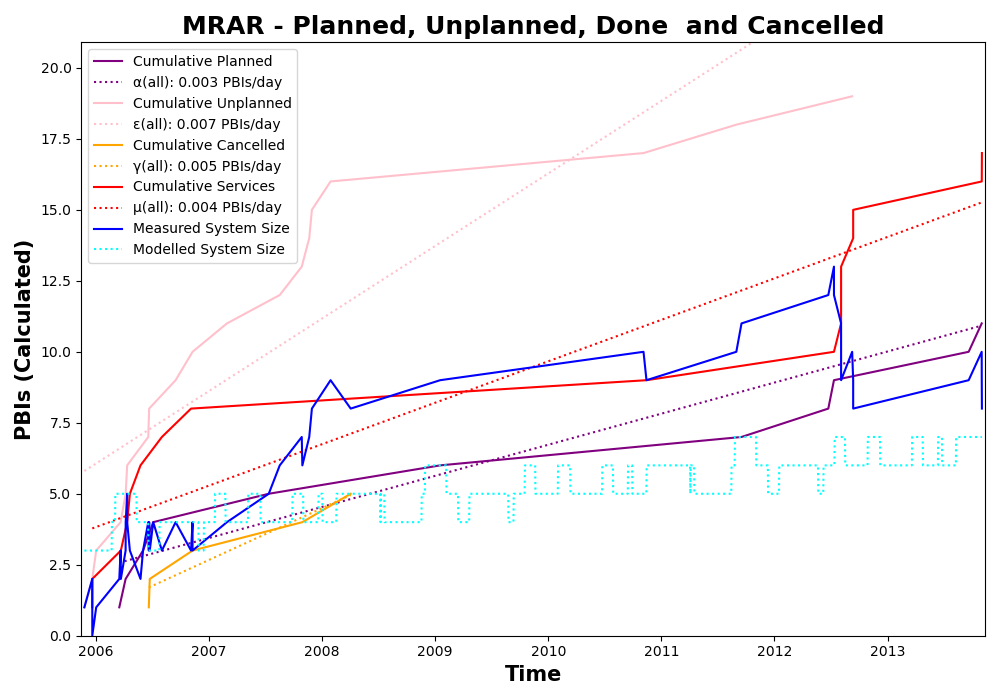 MRAR - Planned, Unplanned, Done  and Cancelled
PBIs (Calculated)
20.0
17.5
15.0
12.5
10.0
7.5
5.0
2.5
0.0
Cumulative Planned
α(all): 0.003 PBIs/day
Cumulative Unplanned
ε(all): 0.007 PBIs/day
Cumulative Cancelled
γ(all): 0.005 PBIs/day
Cumulative Services
μ(all): 0.004 PBIs/day
Measured System Size
Modelled System Size
2006 2007 2008 2009 2010 2011 2012 2013
Time